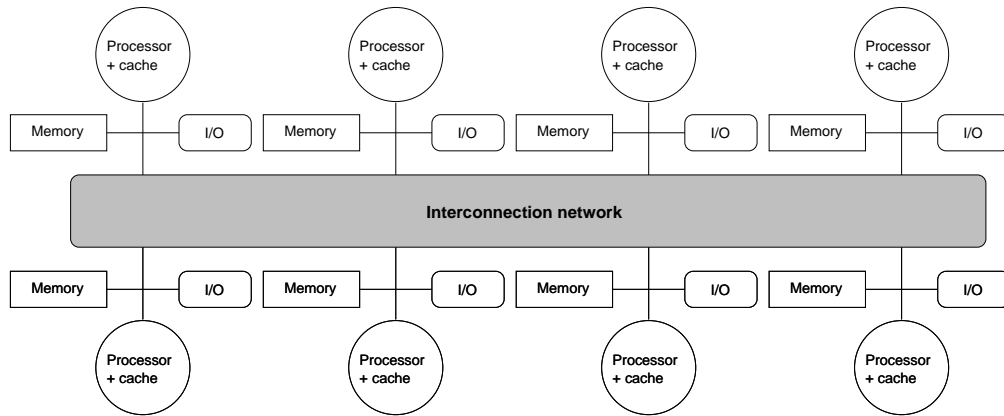 Processor
+ cache
Processor
+ cache
Processor
+ cache
Processor
+ cache
Memory I/O Memory I/O Memory I/O Memory I/O
Interconnection network
Memory I/O Memory I/O Memory I/O Memory I/O
Processor
+ cache
Processor
+ cache
Processor
+ cache
Processor
+ cache